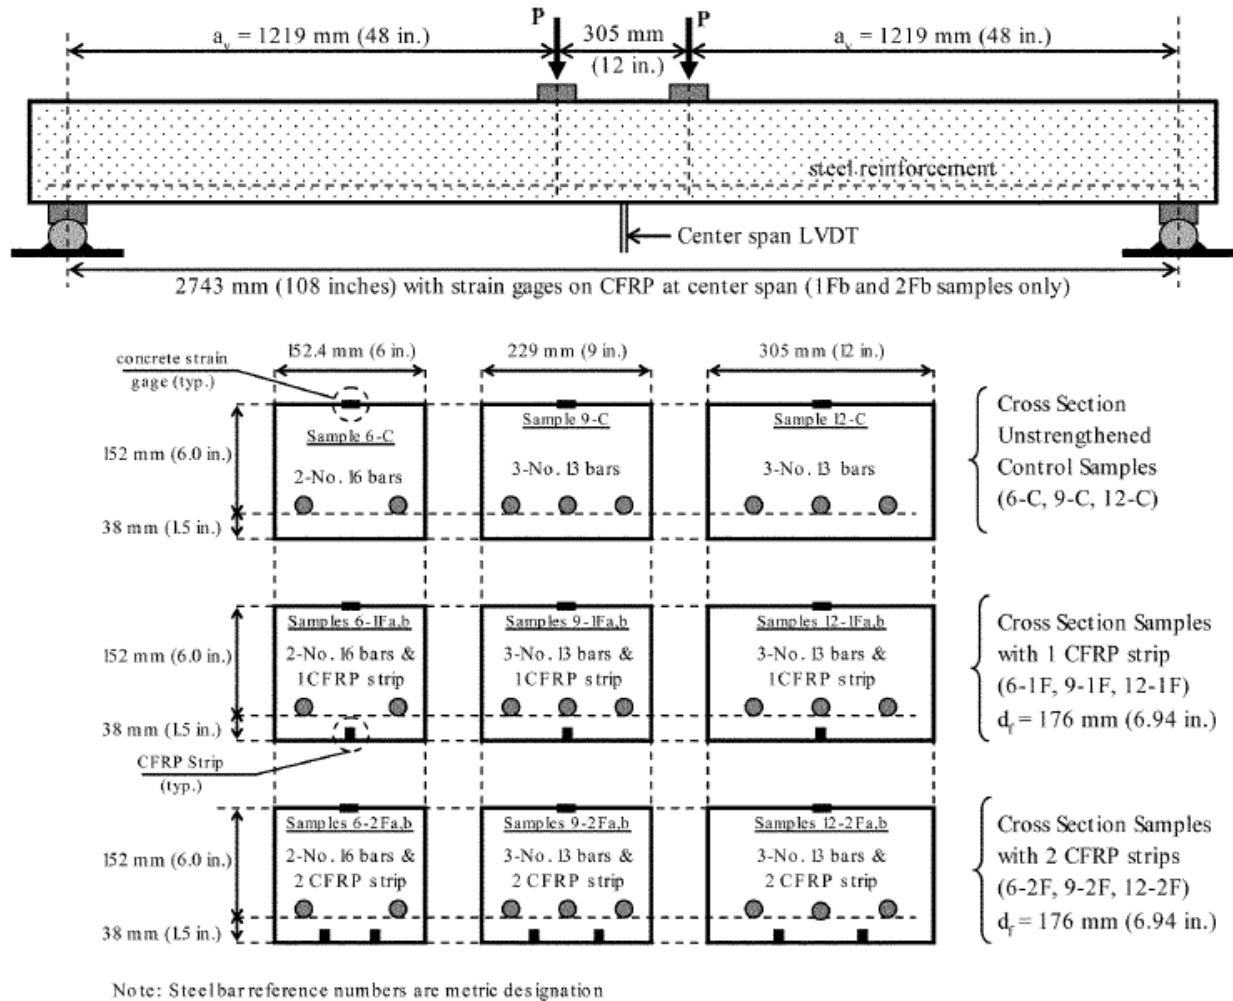 P P
a_v = 1219 mm (48 in.) 305 mm (12 in.) a_v = 1219 mm (48 in.)
steel reinforcement
Center span LVDT
2743 mm (108 inches) with strain gages on CFRP at center span (1Fb and 2Fb samples only)
152.4 mm (6 in.) 229 mm (9 in.) 305 mm (12 in.)
concrete strain
gage (typ.)
152 mm (6.0 in.)
38 mm (1.5 in.)
Sample 6-C
2-No. 16 bars
Sample 9-C
3-No. 13 bars
Sample 12-C
3-No. 13 bars
Cross Section
Unstrengthened
Control Samples
(6-C, 9-C, 12-C)
152 mm (6.0 in.)
38 mm (1.5 in.)
Samples 6-1Fa,b
2-No. 16 bars &
1CFRP strip
Samples 9-1Fa,b
3-No. 13 bars &
1CFRP strip
Samples 12-1Fa,b
3-No. 13 bars &
1CFRP strip
Cross Section Samples
with 1 CFRP strip
(6-1F, 9-1F, 12-1F)
d_f = 176 mm (6.94 in.)
CFRP Strip
(typ.)
152 mm (6.0 in.)
38 mm (1.5 in.)
Samples 6-2Fa,b
2-No. 16 bars &
2 CFRP strip
Samples 9-2Fa,b
3-No. 13 bars &
2 CFRP strip
Samples 12-2Fa,b
3-No. 13 bars &
2 CFRP strip
Cross Section Samples
with 2 CFRP strips
(6-2F, 9-2F, 12-2F)
d_f = 176 mm (6.94 in.)
Note: Steel bar reference numbers are metric designation